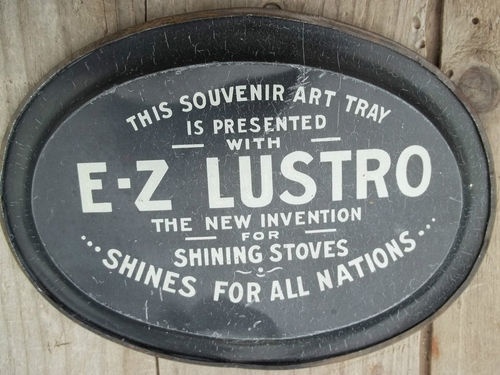 THIS SOUVENIR ART TRAY
IS PRESENTED
WITH
E-Z LUSTRO
THE NEW INVENTION
FOR
SHINING STOVES
...SHINES FOR ALL NATIONS...